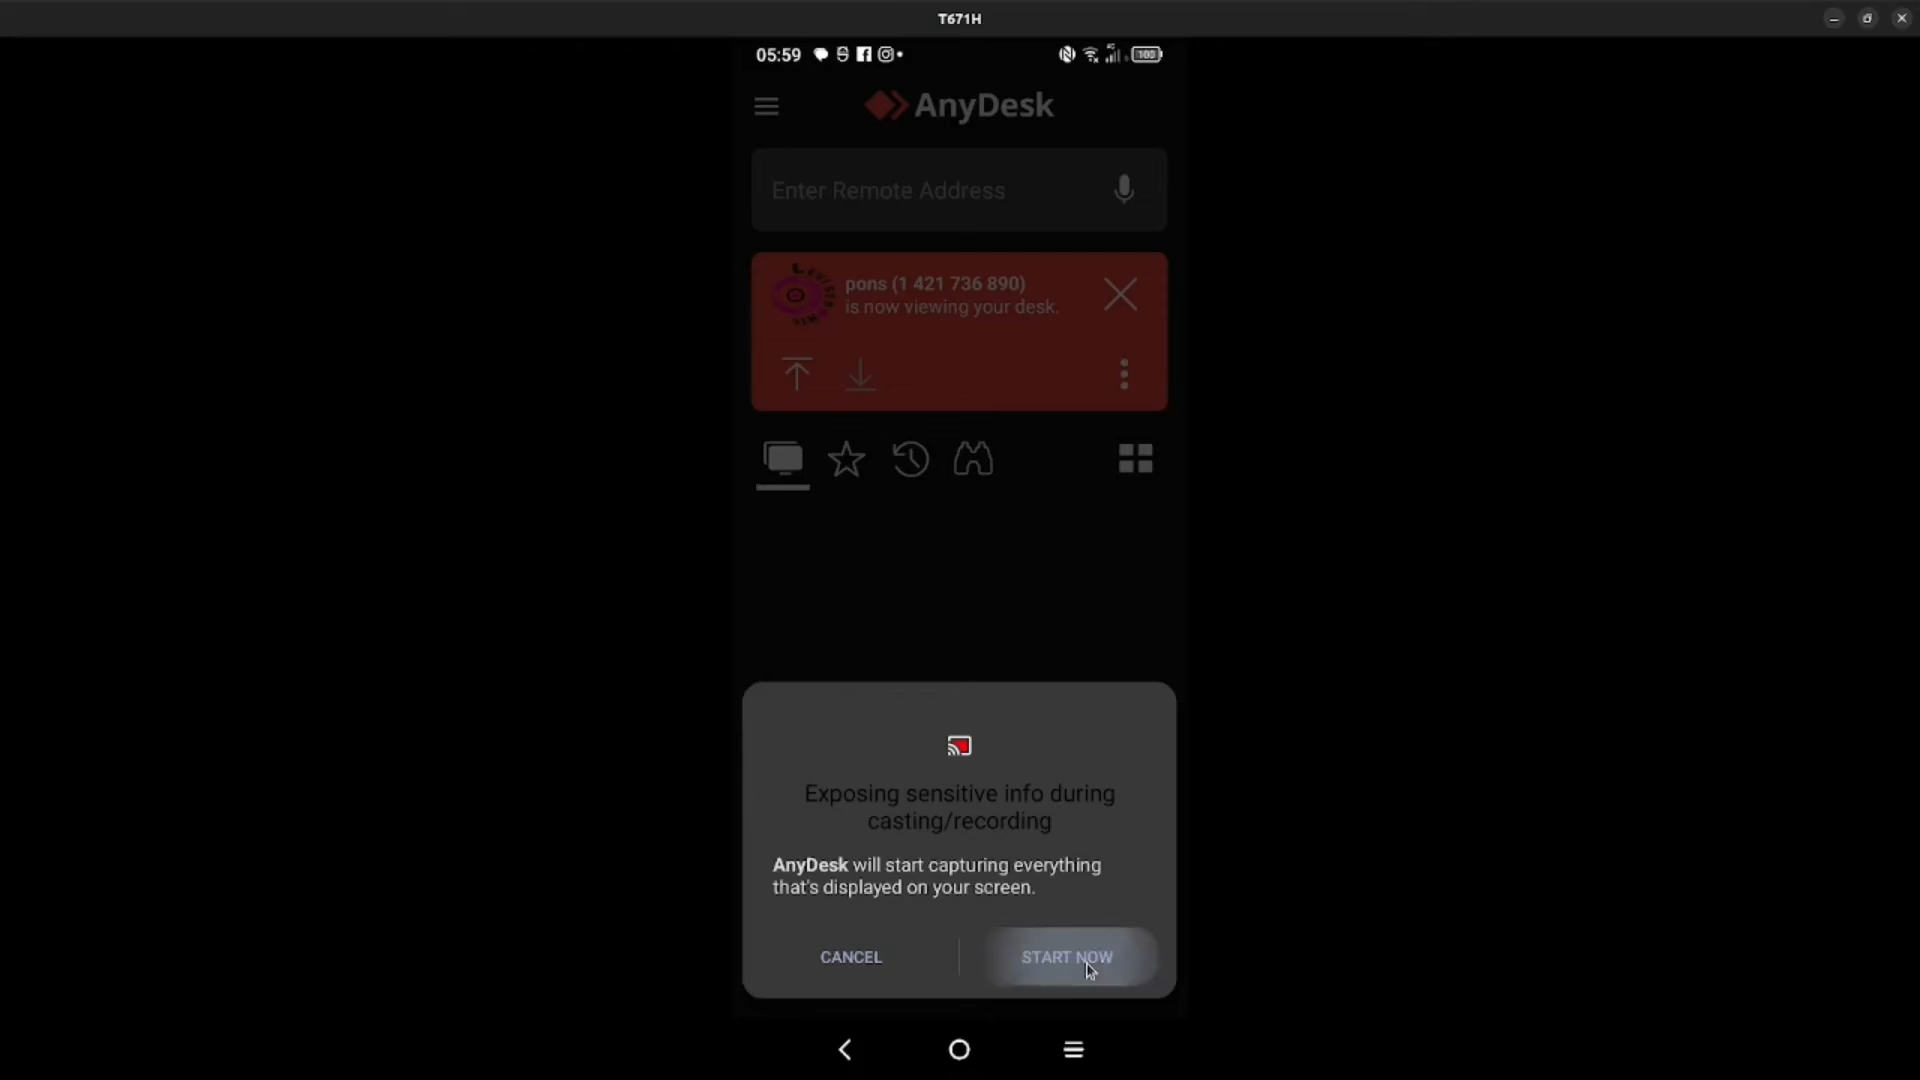 T671H
05:59
100
AnyDesk
Enter Remote Address
pons (1 421 736 890)
is now viewing your desk.
Exposing sensitive info during
casting/recording
AnyDesk will start capturing everything
that's displayed on your screen.
CANCEL
START NOW